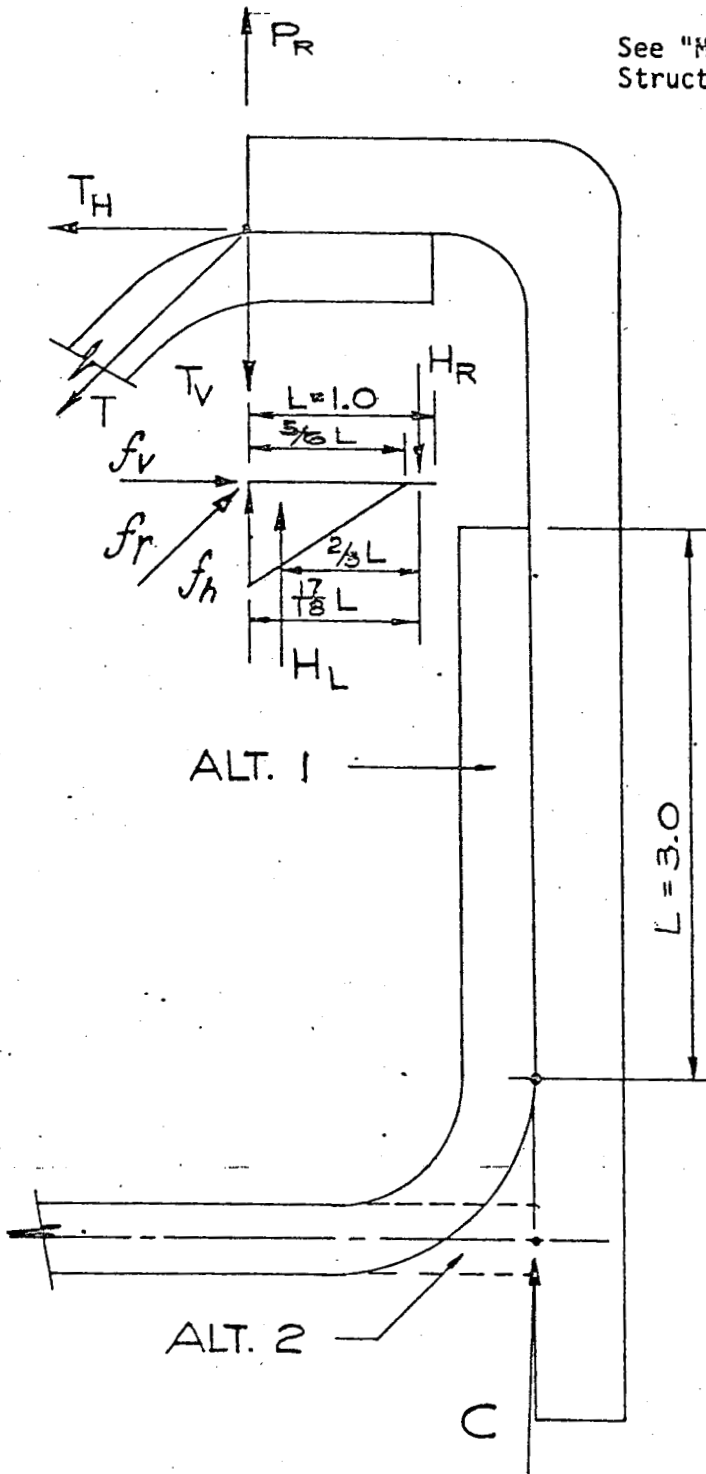 P_R
See "M
Struct
T_H
T
T_V
H_R
L=1.0
5/6 L
f_v
f_r
f_h
2/3 L
17/18 L
H_L
ALT. 1
L = 3.0
ALT. 2
C